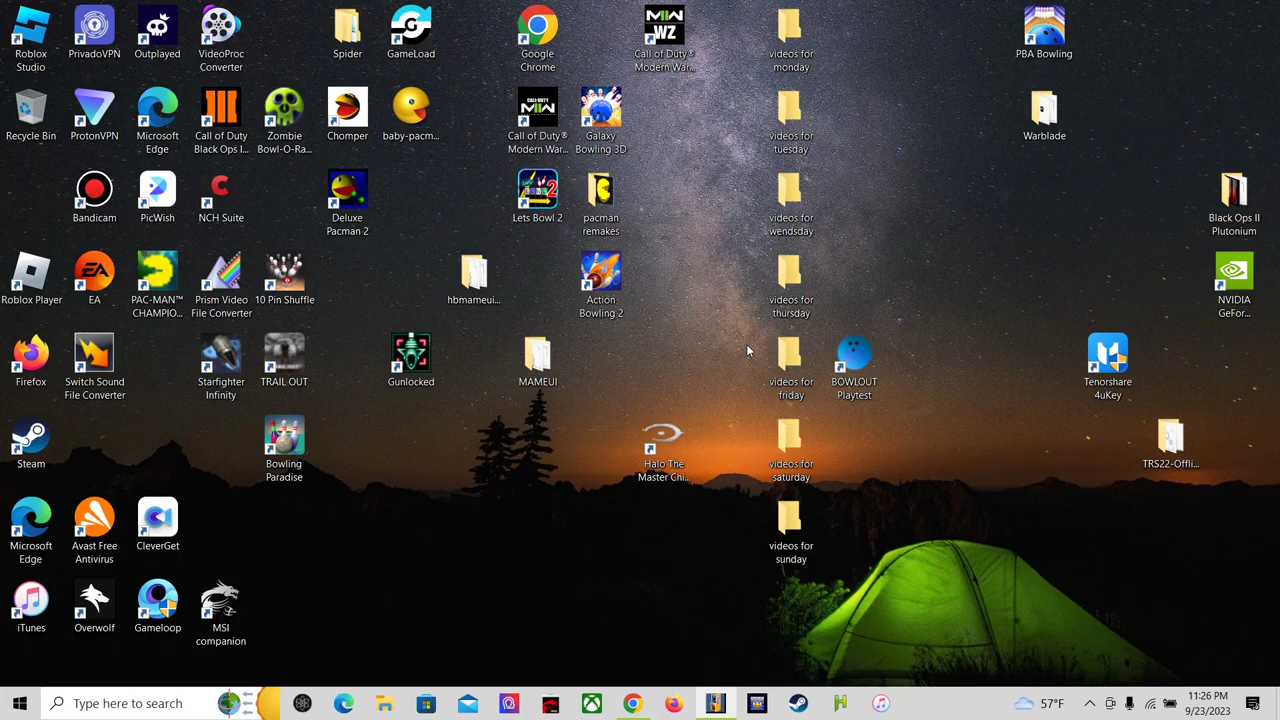 Roblox Studio
PrivadoVPN
Outplayed
VideoProc Converter
Spider
GameLoad
Google Chrome
MW
WZ
Call of Duty® Modern War...
videos for monday
PBA Bowling
Recycle Bin
ProtonVPN
Microsoft Edge
Call of Duty Black Ops I...
Zombie Bowl-O-Ra...
Chomper
baby-pacm...
CALL OF DUTY
MW
Call of Duty® Modern War...
Galaxy Bowling 3D
videos for tuesday
Warblade
Bandicam
PicWish
NCH Suite
Deluxe Pacman 2
Lets Bowl 2
pacman remakes
videos for wendsday
Black Ops II Plutonium
Roblox Player
EA
EA
PAC-MAN™ CHAMPIO...
Prism Video File Converter
10 Pin Shuffle
hbmameui...
Action Bowling 2
videos for thursday
NVIDIA GeFor...
Firefox
Switch Sound File Converter
Starfighter Infinity
TRAIL OUT
Gunlocked
MAMEUI
videos for friday
BOWLOUT Playtest
Tenorshare 4uKey
Steam
Bowling Paradise
Halo The Master Chi...
videos for saturday
TRS22-Offli...
Microsoft Edge
Avast Free Antivirus
CleverGet
videos for sunday
iTunes
Overwolf
Gameloop
MSI companion
Type here to search
57°F
11:26 PM
9/23/2023